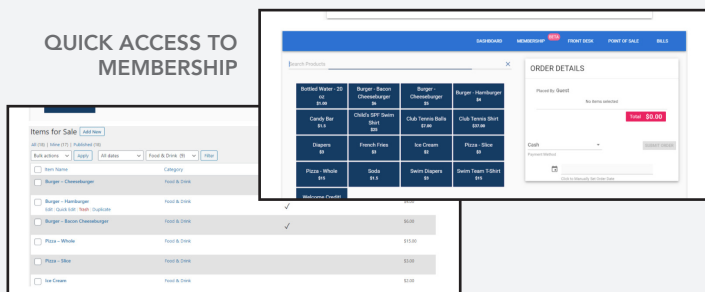 QUICK ACCESS TO
MEMBERSHIP
DASHBOARD MEMBERSHIP BETA FRONT DESK POINT OF SALE BILLS
Search Products
Bottled Water - 20
oz
$1.00
Burger - Bacon
Cheeseburger
$6
Burger -
Cheeseburger
$5
Burger - Hamburger
$4
Candy Bar
$1.5
Child's SPF Swim
Shirt
$25
Club Tennis Balls
$7.00
Club Tennis Shirt
$37.00
Diapers
$3
French Fries
$3
Ice Cream
$2
Pizza - Slice
$3
Pizza - Whole
$15
Soda
$1.5
Swim Diapers
$3
Swim Team T-Shirt
$15
Welcome Credit!
ORDER DETAILS
Placed By: Guest
No items selected
Total $0.00
Cash
SUBMIT ORDER
Payment Method
Click to Manually Set Order Date
Items for Sale Add New
All (18) | Mine (17) | Published (18)
Bulk actions Apply All dates Food & Drink (9) Filter
Item Name Category
Burger – Cheeseburger Food & Drink
Burger – Hamburger Food & Drink
Edit | Quick Edit | Trash | Duplicate
Burger – Bacon Cheeseburger Food & Drink $6.00
Pizza – Whole Food & Drink $15.00
Pizza – Slice Food & Drink $3.00
Ice Cream Food & Drink $2.00